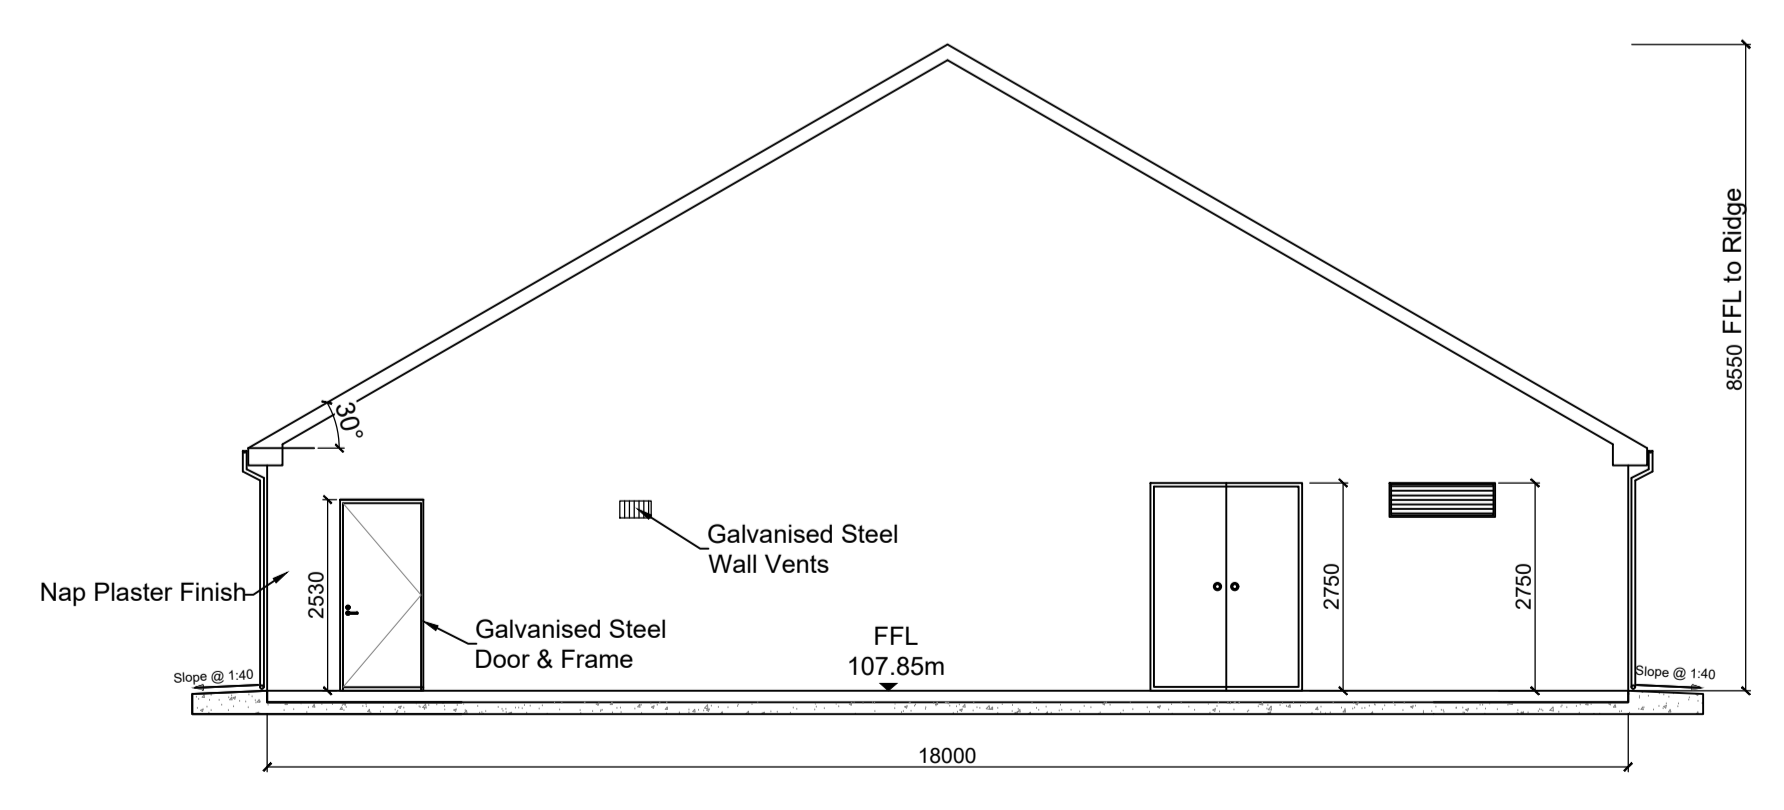 8550 FFL to Ridge
30°
Galvanised Steel
Wall Vents
Nap Plaster Finish
2530
2750
2750
Galvanised Steel
Door & Frame
FFL
107.85m
Slope @ 1:40
Slope @ 1:40
18000